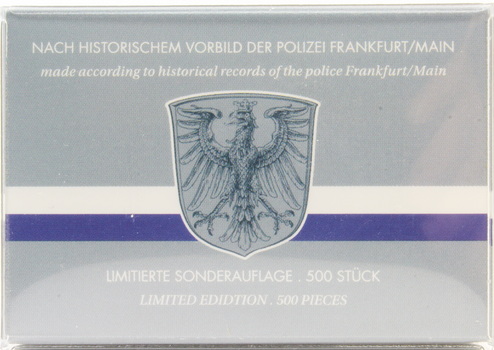 NACH HISTORISCHEM VORBILD DER POLIZEI FRANKFURT/MAIN
made according to historical records of the police Frankfurt/Main
LIMITIERTE SONDERAUFLAGE . 500 STÜCK
LIMITED EDIDTION . 500 PIECES